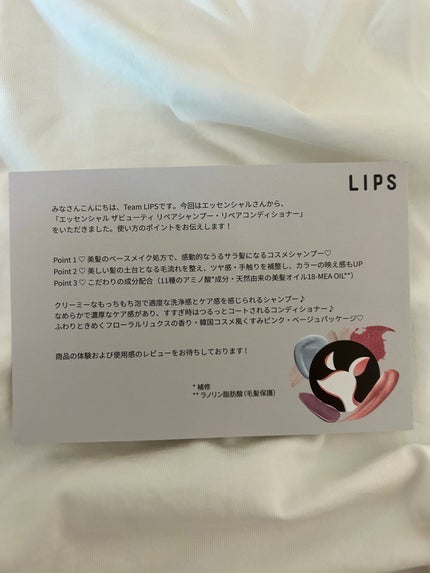 LIPS
みなさんこんにちは、Team LIPSです。今回はエッセンシャルさんから、
「エッセンシャル ザビューティ リペアシャンプー・リペアコンディショナー」
をいただきました。使い方のポイントをお伝えします！
Point 1♡ 美髪のベースメイク処方で、感動的なうるサラ髪になるコスメシャンプー♡
Point 2♡ 美しい髪の土台となる毛流れを整え、ツヤ感・手触りを補整し、カラーの映え感もUP
Point 3♡ こだわりの成分配合（11種のアミノ酸*成分・天然由来の美髪オイル18-MEA OIL**）
クリーミーなもっちもち泡で適度な洗浄感とケア感を感じられるシャンプー♪
なめらかで濃厚なケア感があり、すすぎ時はつるっとコートされるコンディショナー♪
ふわりときめくフローラルリュクスの香り・韓国コスメ風くすみピンク・ベージュパッケージ♡
商品の体験および使用感のレビューをお待ちしております！
* 補修
** ラノリン脂肪酸（毛髪保護）